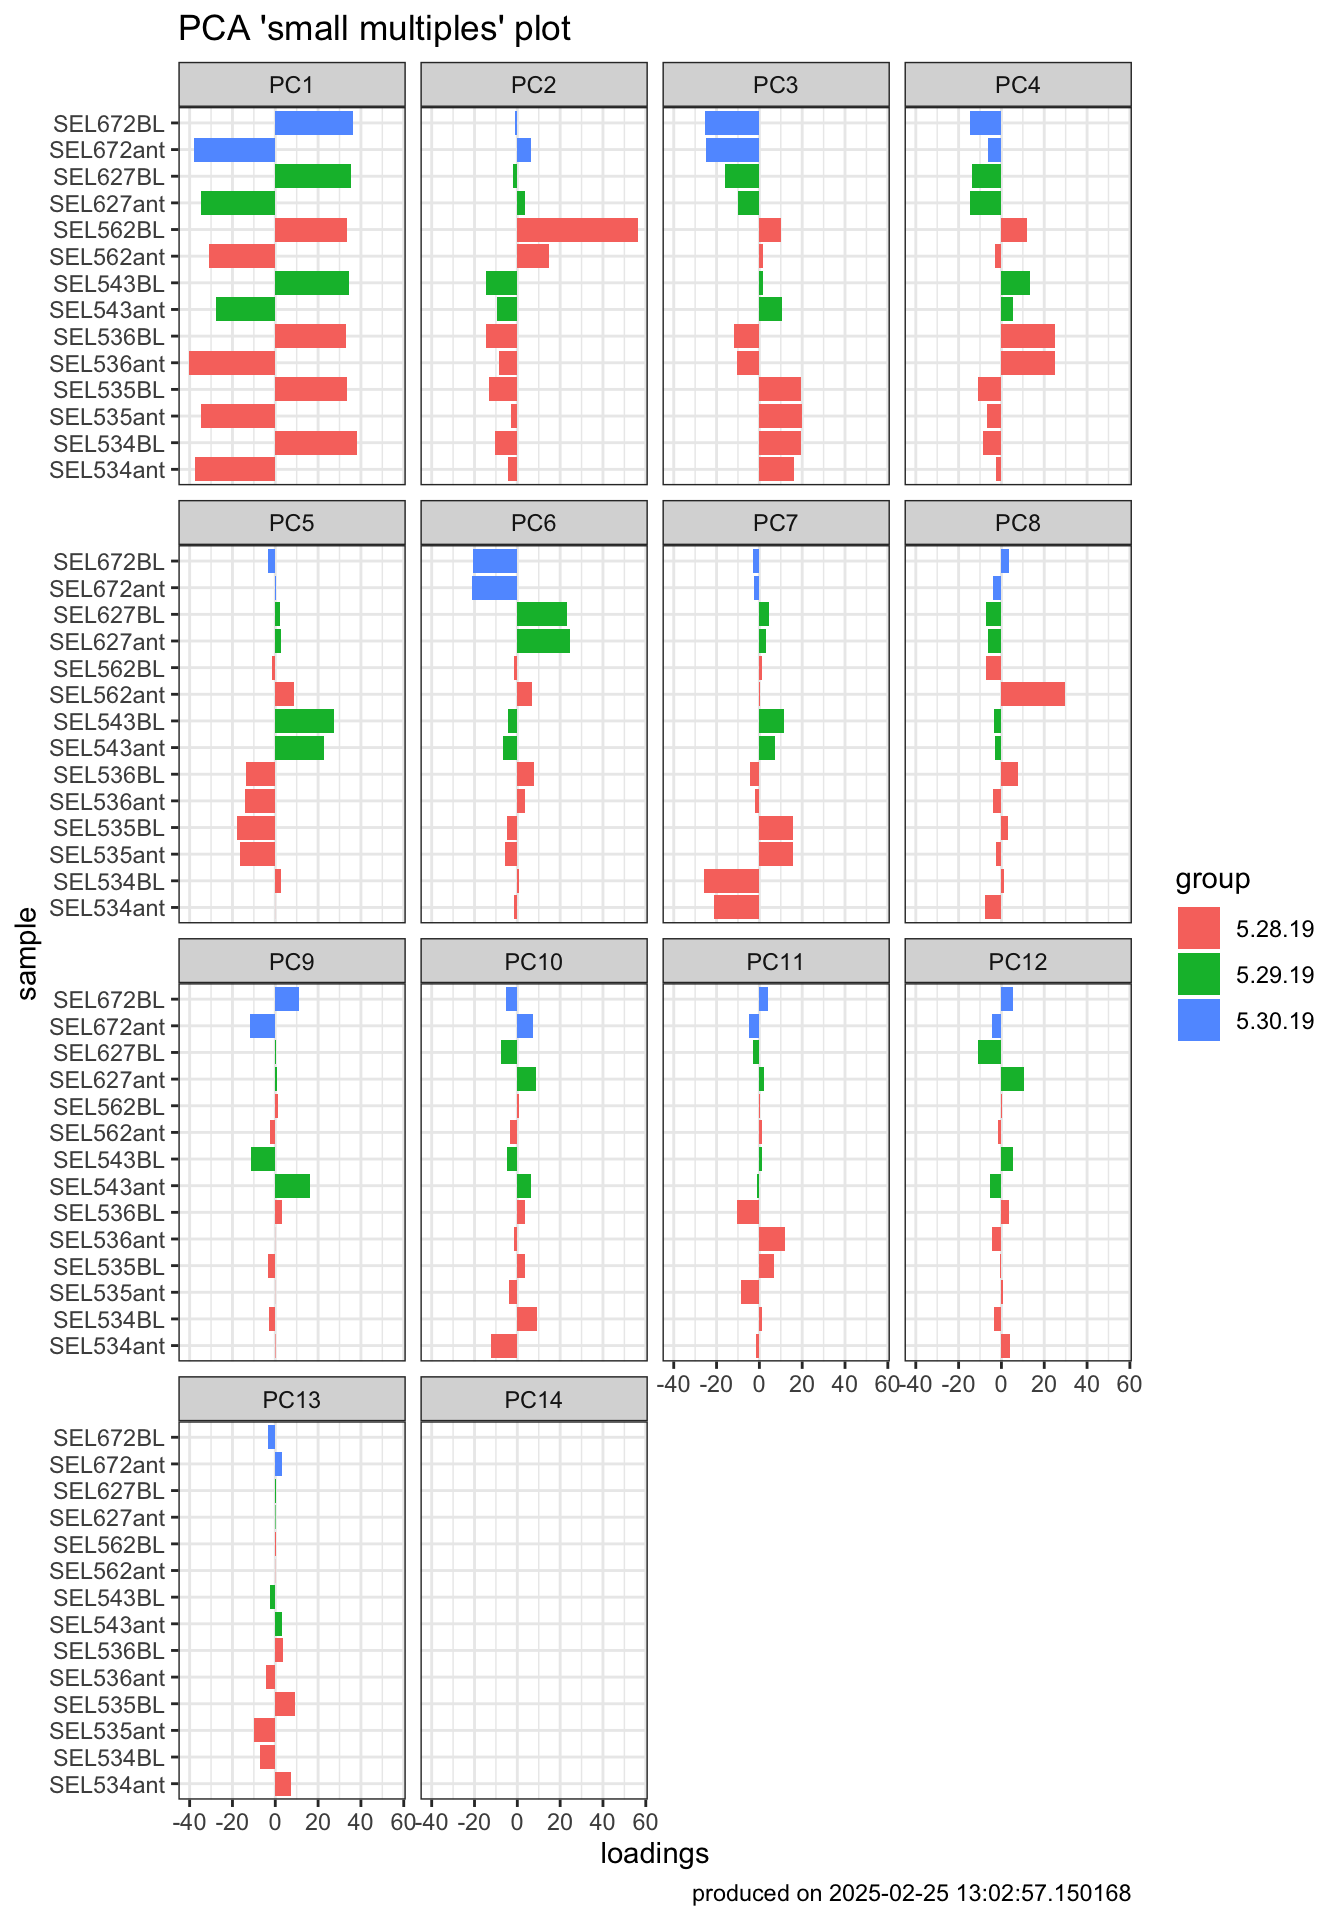 PCA 'small multiples' plot
PC1 PC2 PC3 PC4
SEL672BL
SEL672ant
SEL627BL
SEL627ant
SEL562BL
SEL562ant
SEL543BL
SEL543ant
SEL536BL
SEL536ant
SEL535BL
SEL535ant
SEL534BL
SEL534ant
PC5 PC6 PC7 PC8
SEL672BL
SEL672ant
SEL627BL
SEL627ant
SEL562BL
SEL562ant
SEL543BL
SEL543ant
SEL536BL
SEL536ant
SEL535BL
SEL535ant
SEL534BL
SEL534ant
sample
group
5.28.19
5.29.19
5.30.19
PC9 PC10 PC11 PC12
SEL672BL
SEL672ant
SEL627BL
SEL627ant
SEL562BL
SEL562ant
SEL543BL
SEL543ant
SEL536BL
SEL536ant
SEL535BL
SEL535ant
SEL534BL
SEL534ant
-40 -20 0 20 40 60 -40 -20 0 20 40 60
PC13 PC14
SEL672BL
SEL672ant
SEL627BL
SEL627ant
SEL562BL
SEL562ant
SEL543BL
SEL543ant
SEL536BL
SEL536ant
SEL535BL
SEL535ant
SEL534BL
SEL534ant
-40 -20 0 20 40 60 -40 -20 0 20 40 60
loadings
produced on 2025-02-25 13:02:57.150168